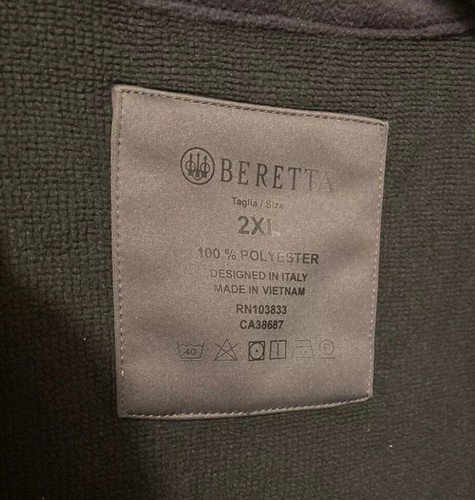 BERETTA
Taglia / Size
2XL
100 % POLYESTER
DESIGNED IN ITALY
MADE IN VIETNAM
RN103833
CA38687
40 P